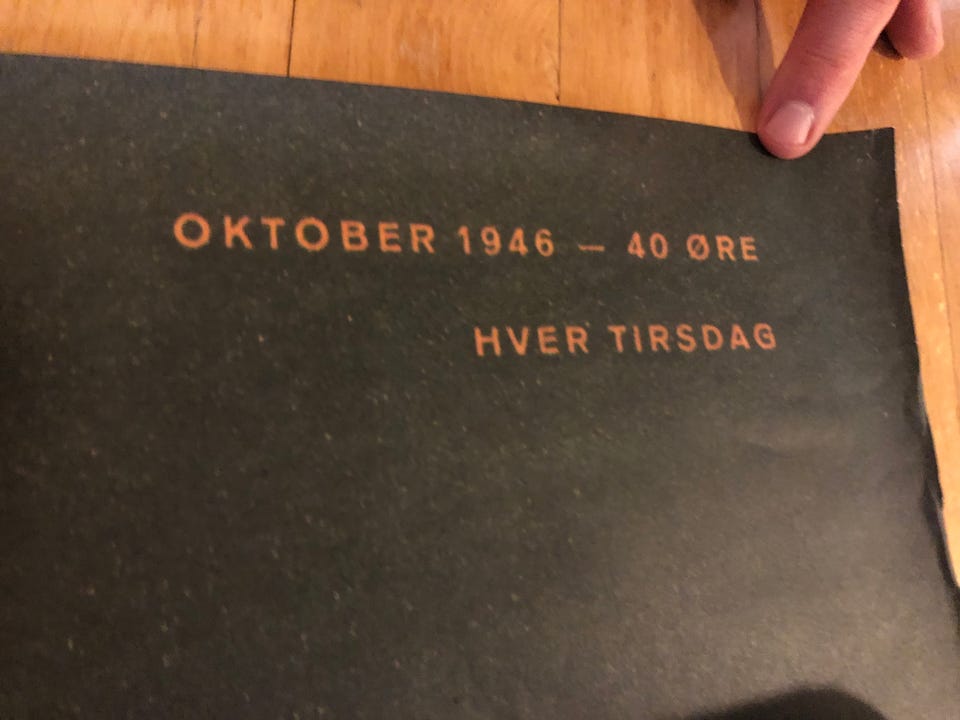 OKTOBER 1946 — 40 ØRE
HVER TIRSDAG